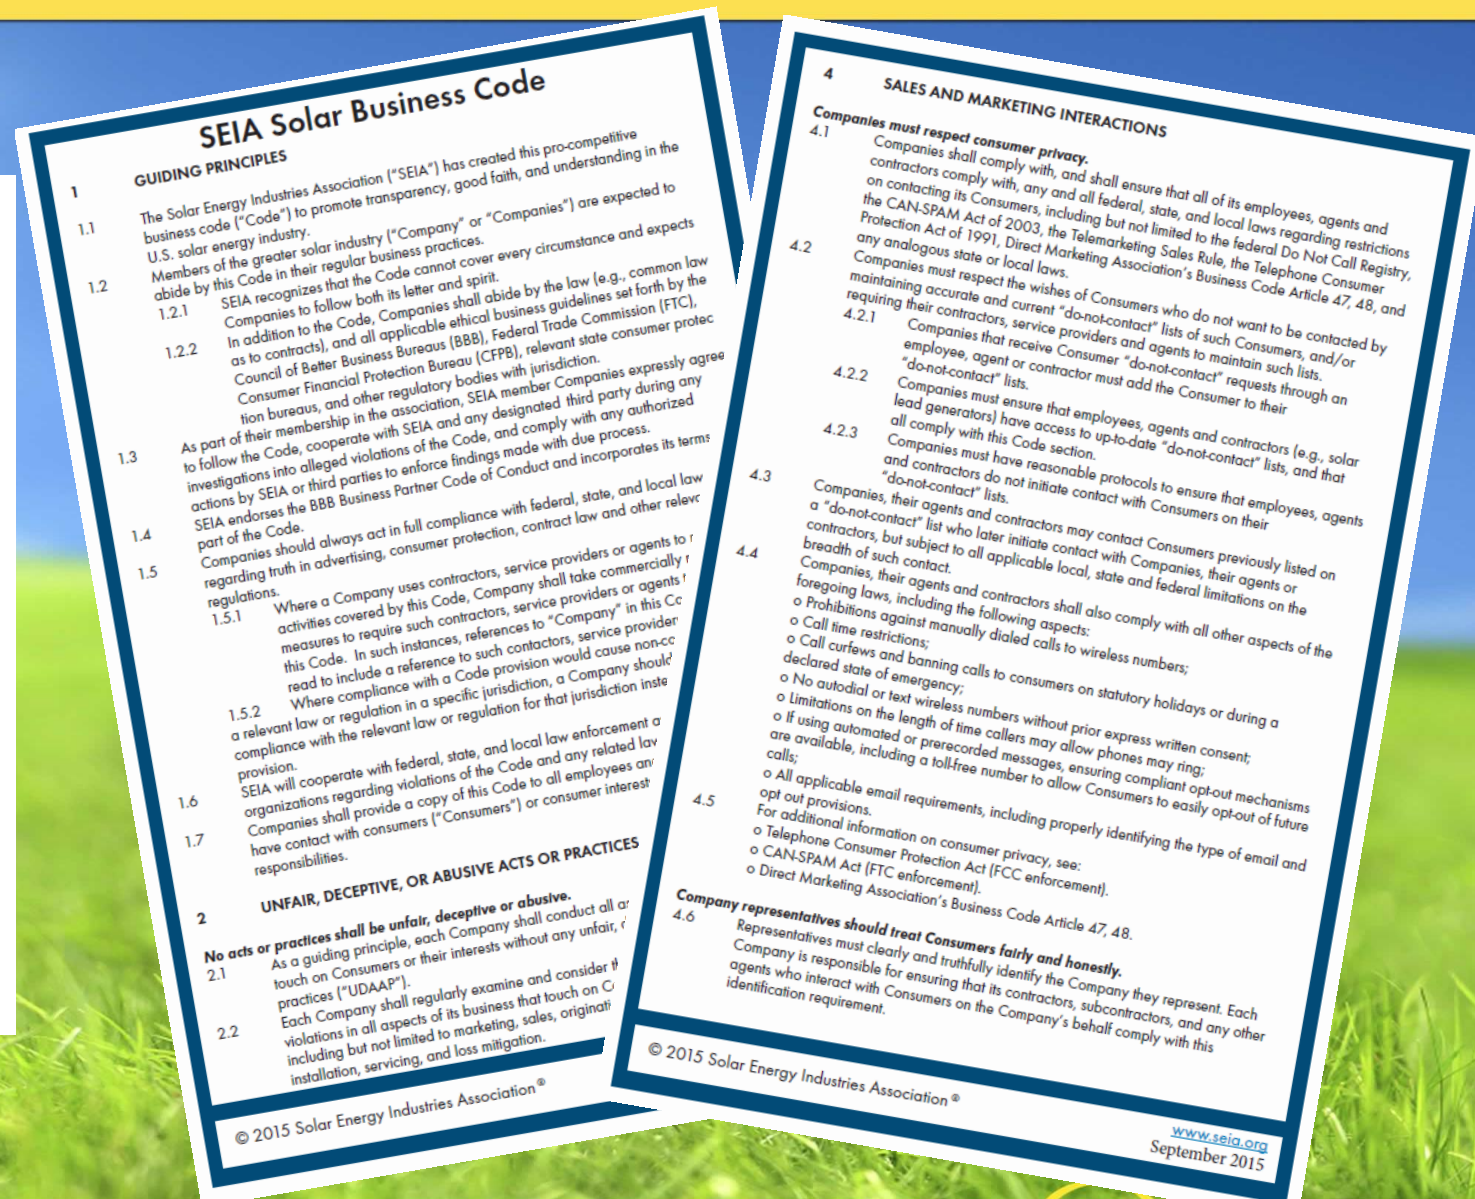 SEIA Solar Business Code
1 GUIDING PRINCIPLES
1.1 The Solar Energy Industries Association ("SEIA") has created this pro-competitive
business code ("Code") to promote transparency, good faith, and understanding in the
U.S. solar energy industry.
1.2 Members of the greater solar industry ("Company" or "Companies") are expected to
abide by this Code in their regular business practices.
1.2.1 SEIA recognizes that the Code cannot cover every circumstance and expects
Companies to follow both its letter and spirit.
1.2.2 In addition to the Code, Companies shall abide by the law (e.g., common law
as to contracts), and all applicable ethical business guidelines set forth by the
Council of Better Business Bureaus (BBB), Federal Trade Commission (FTC),
Consumer Financial Protection Bureau (CFPB), relevant state consumer protec
tion bureaus, and other regulatory bodies with jurisdiction.
1.3 As part of their membership in the association, SEIA member Companies expressly agree
to follow the Code, cooperate with SEIA and any designated third party during any
investigations into alleged violations of the Code, and comply with any authorized
actions by SEIA or third parties to enforce findings made with due process.
1.4 SEIA endorses the BBB Business Partner Code of Conduct and incorporates its terms
part of the Code.
1.5 Companies should always act in full compliance with federal, state, and local law
regarding truth in advertising, consumer protection, contract law and other
regulations.
1.5.1 Where a Company uses contractors, service providers or agents to
activities covered by this Code, Company shall take commercially
measures to require such contractors, service providers or agents
this Code. In such instances, references to "Company" in this
read to include a reference to such contactors, service
1.5.2 Where compliance with a Code provision would cause
a relevant law or regulation in a specific jurisdiction, a Company should
compliance with the relevant law or regulation for that jurisdiction
provision.
1.6 SEIA will cooperate with federal, state, and local law enforcement
organizations regarding violations of the Code and any related
1.7 Companies shall provide a copy of this Code to all employees
have contact with consumers ("Consumers") or consumer
responsibilities.
2 UNFAIR, DECEPTIVE, OR ABUSIVE ACTS OR PRACTICES
No acts or practices shall be unfair, deceptive or abusive.
2.1 As a guiding principle, each Company shall conduct all
touch on Consumers or their interests without any unfair,
practices ("UDAAP").
2.2 Each Company shall regularly examine and consider
violations in all aspects of its business that touch on
including but not limited to marketing, sales,
installation, servicing, and loss mitigation.
© 2015 Solar Energy Industries Association®
4 SALES AND MARKETING INTERACTIONS
Companies must respect consumer privacy.
4.1 Companies shall comply with, and shall ensure that all of its employees, agents and
contractors comply with, any and all federal, state, and local laws regarding restrictions
on contacting its Consumers, including but not limited to the federal Do Not Call Registry,
the CAN-SPAM Act of 2003, the Telemarketing Sales Rule, the Telephone Consumer
Protection Act of 1991, Direct Marketing Association's Business Code Article 47, 48, and
any analogous state or local laws.
4.2 Companies must respect the wishes of Consumers who do not want to be contacted by
maintaining accurate and current "do-not-contact" lists of such Consumers, and/or
requiring their contractors, service providers and agents to maintain such lists.
4.2.1 Companies that receive Consumer "do-not-contact" requests through an
employee, agent or contractor must add the Consumer to their
"do-not-contact" lists.
4.2.2 Companies must ensure that employees, agents and contractors (e.g., solar
lead generators) have access to up-to-date "do-not-contact" lists, and that
all comply with this Code section.
4.2.3 Companies must have reasonable protocols to ensure that employees, agents
and contractors do not initiate contact with Consumers on their
"do-not-contact" lists.
4.3 Companies, their agents and contractors may contact Consumers previously listed on
a "do-not-contact" list who later initiate contact with Companies, their agents or
contractors, but subject to all applicable local, state and federal limitations on the
breadth of such contact.
4.4 Companies, their agents and contractors shall also comply with all other aspects of the
foregoing laws, including the following aspects:
o Prohibitions against manually dialed calls to wireless numbers;
o Call time restrictions;
o Call curfews and banning calls to consumers on statutory holidays or during a
declared state of emergency;
o No autodial or text wireless numbers without prior express written consent;
o Limitations on the length of time callers may allow phones may ring;
o If using automated or prerecorded messages, ensuring compliant opt-out mechanisms
are available, including a toll-free number to allow Consumers to easily opt-out of future
calls;
o All applicable email requirements, including properly identifying the type of email and
opt out provisions.
4.5 For additional information on consumer privacy, see:
o Telephone Consumer Protection Act (FCC enforcement).
o CAN-SPAM Act (FTC enforcement).
o Direct Marketing Association's Business Code Article 47, 48.
Company representatives should treat Consumers fairly and honestly.
4.6 Representatives must clearly and truthfully identify the Company they represent. Each
Company is responsible for ensuring that its contractors, subcontractors, and any other
agents who interact with Consumers on the Company's behalf comply with this
identification requirement.
© 2015 Solar Energy Industries Association®
www.seia.org
September 2015